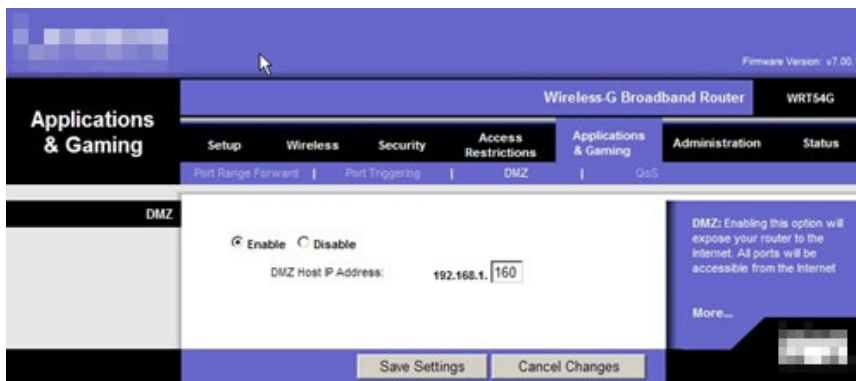 Firmware Version: v7.00.
Wireless-G Broadband Router WRT54G
Applications & Gaming
Setup Wireless Security Access Restrictions Applications & Gaming Administration Status
Port Range Forward | Port Triggering | DMZ | QoS
DMZ
Enable Disable
DMZ Host IP Address: 192.168.1. 160
DMZ: Enabling this option will
expose your router to the
Internet. All ports will be
accessible from the Internet
More...
Save Settings Cancel Changes